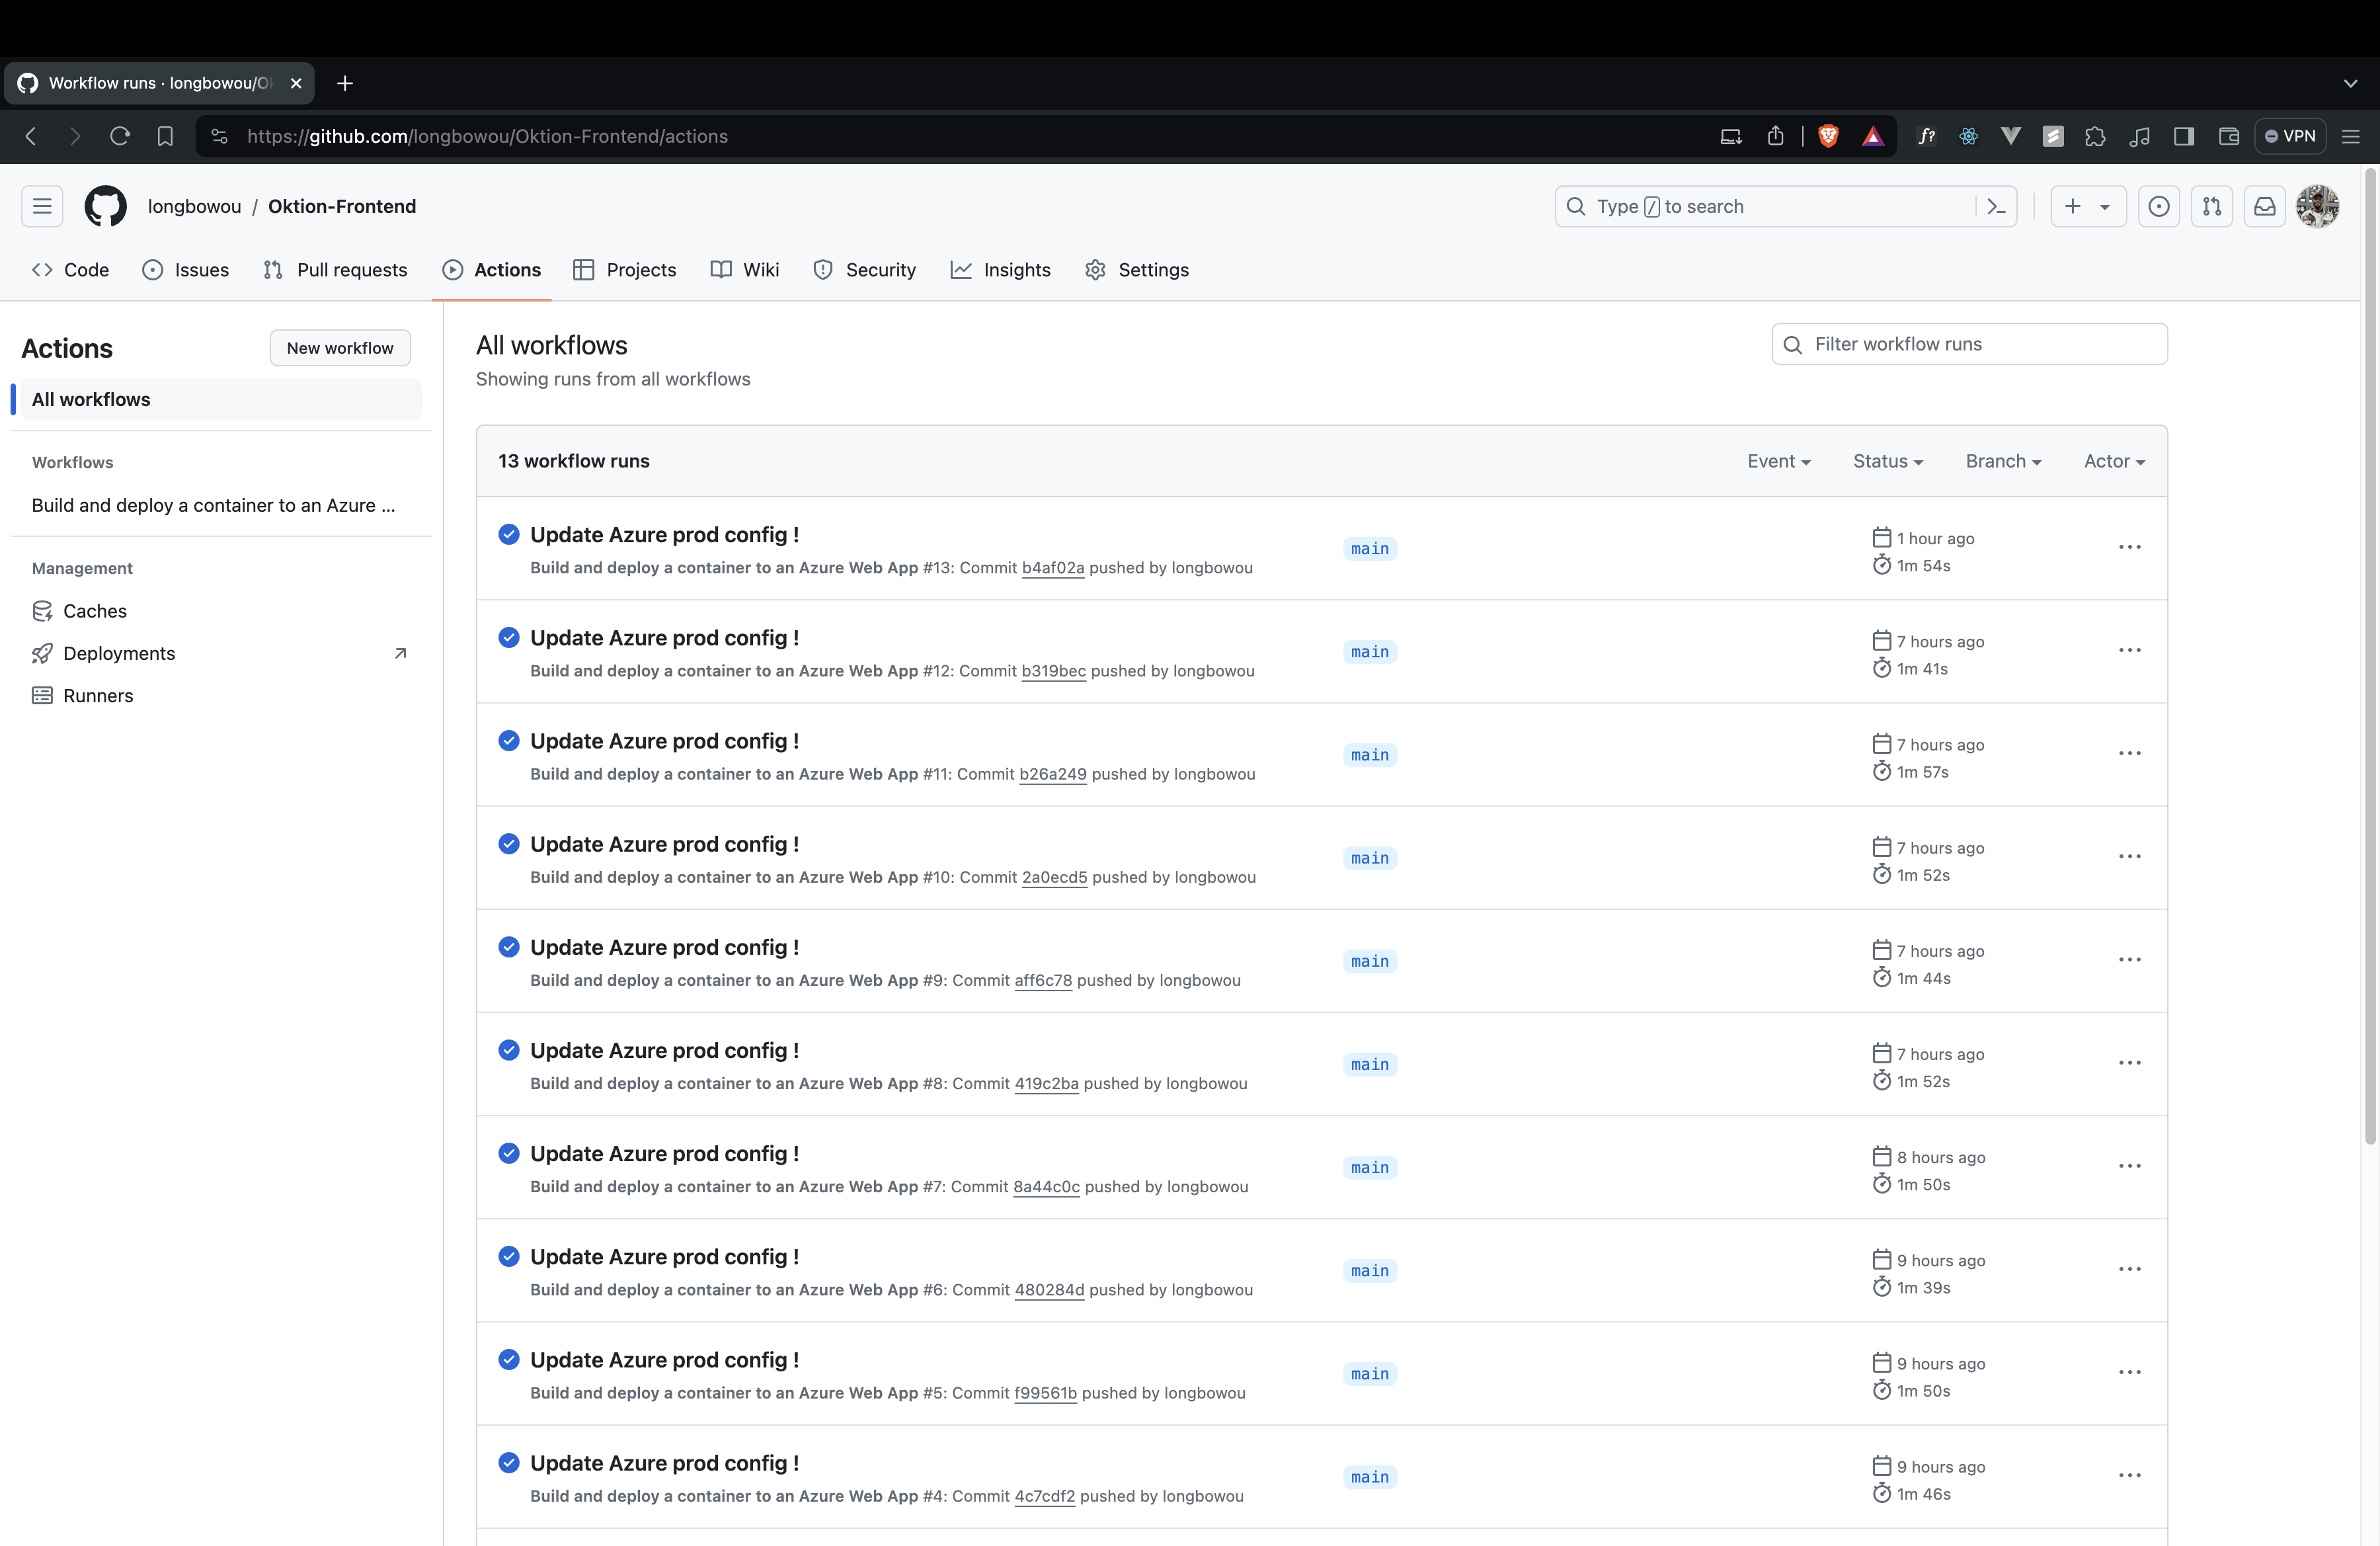 Workflow runs · longbowou/O
https://github.com/longbowou/Oktion-Frontend/actions
VPN
longbowou / Oktion-Frontend
Type / to search
Code
Issues
Pull requests
Actions
Projects
Wiki
Security
Insights
Settings
Actions
New workflow
All workflows
Workflows
Build and deploy a container to an Azure ...
Management
Caches
Deployments
Runners
All workflows
Showing runs from all workflows
Filter workflow runs
13 workflow runs
Event
Status
Branch
Actor
Update Azure prod config !
Build and deploy a container to an Azure Web App #13: Commit b4af02a pushed by longbowou
main
1 hour ago
1m 54s
Update Azure prod config !
Build and deploy a container to an Azure Web App #12: Commit b319bec pushed by longbowou
main
7 hours ago
1m 41s
Update Azure prod config !
Build and deploy a container to an Azure Web App #11: Commit b26a249 pushed by longbowou
main
7 hours ago
1m 57s
Update Azure prod config !
Build and deploy a container to an Azure Web App #10: Commit 2a0ecd5 pushed by longbowou
main
7 hours ago
1m 52s
Update Azure prod config !
Build and deploy a container to an Azure Web App #9: Commit aff6c78 pushed by longbowou
main
7 hours ago
1m 44s
Update Azure prod config !
Build and deploy a container to an Azure Web App #8: Commit 419c2ba pushed by longbowou
main
7 hours ago
1m 52s
Update Azure prod config !
Build and deploy a container to an Azure Web App #7: Commit 8a44c0c pushed by longbowou
main
8 hours ago
1m 50s
Update Azure prod config !
Build and deploy a container to an Azure Web App #6: Commit 480284d pushed by longbowou
main
9 hours ago
1m 39s
Update Azure prod config !
Build and deploy a container to an Azure Web App #5: Commit f99561b pushed by longbowou
main
9 hours ago
1m 50s
Update Azure prod config !
Build and deploy a container to an Azure Web App #4: Commit 4c7cdf2 pushed by longbowou
main
9 hours ago
1m 46s